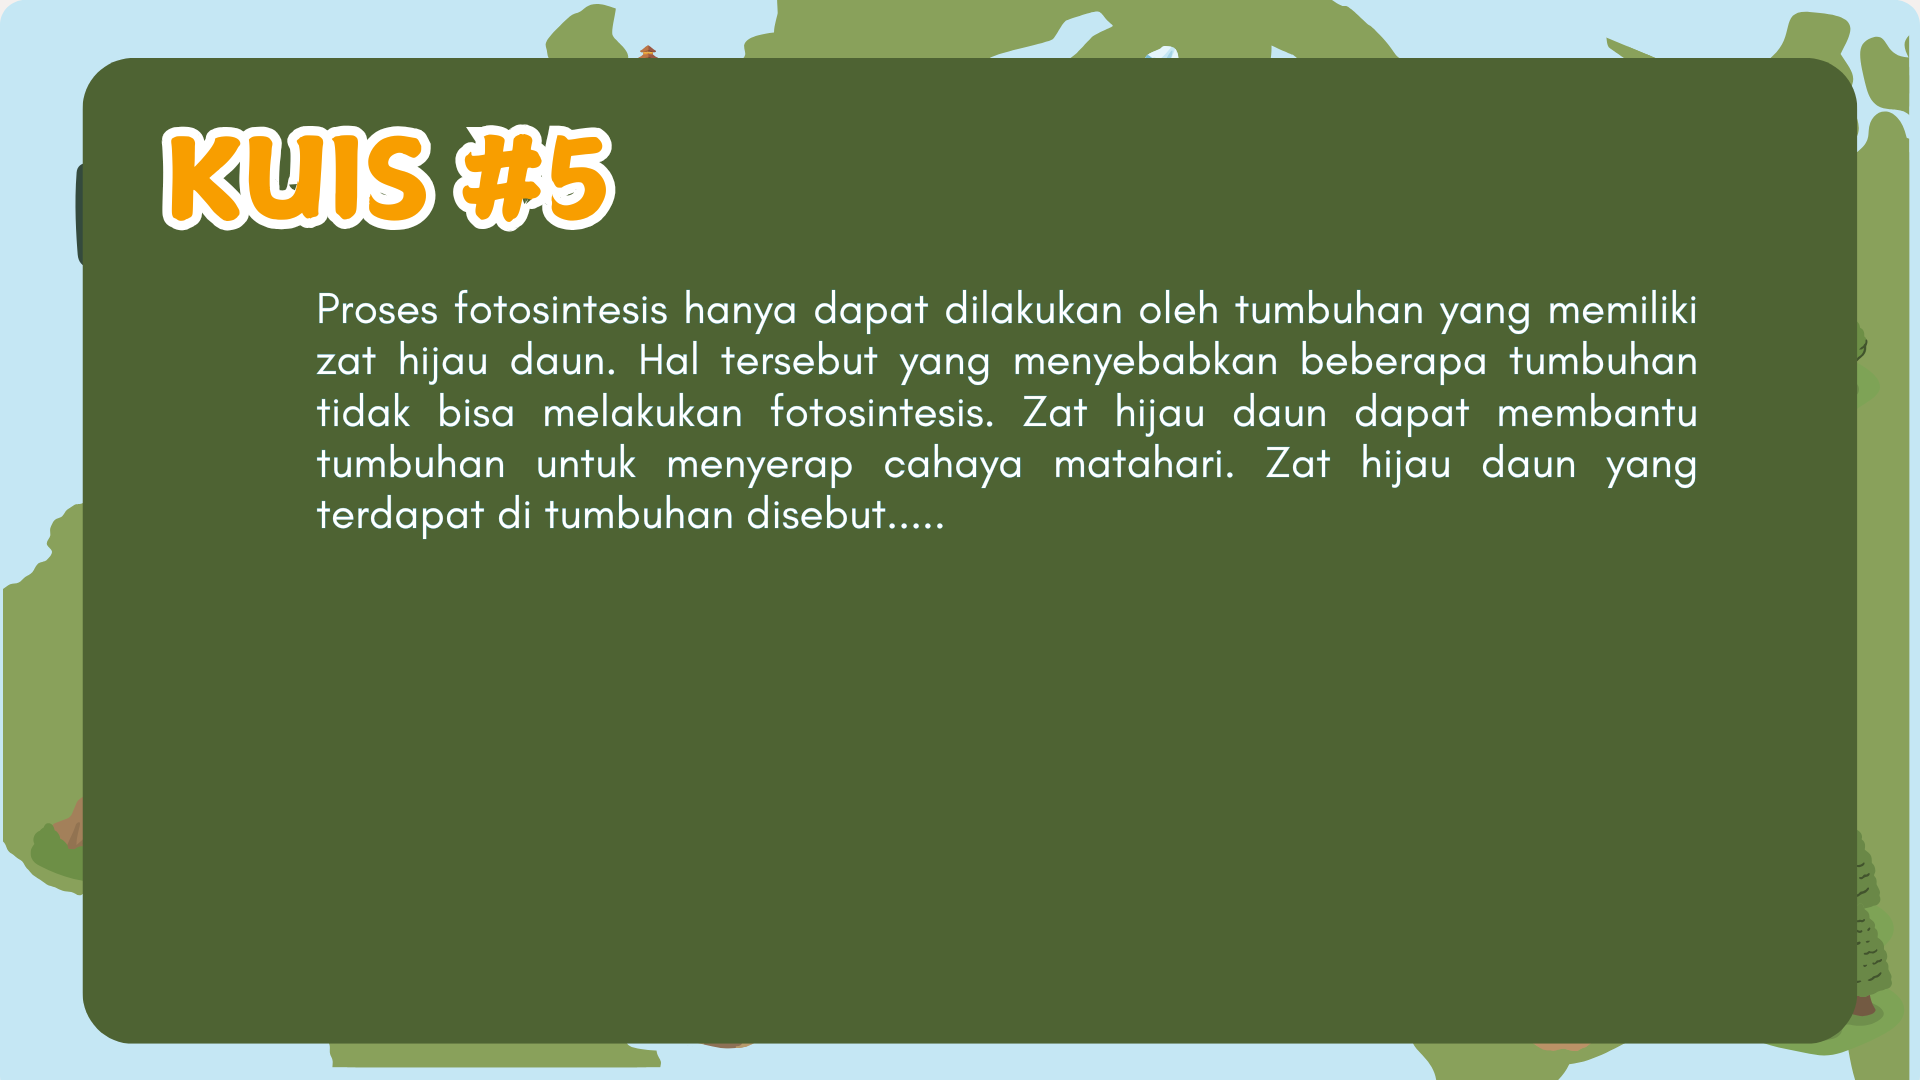 KUIS #5
Proses fotosintesis hanya dapat dilakukan oleh tumbuhan yang memiliki
zat hijau daun. Hal tersebut yang menyebabkan beberapa tumbuhan
tidak bisa melakukan fotosintesis. Zat hijau daun dapat membantu
tumbuhan untuk menyerap cahaya matahari. Zat hijau daun yang
terdapat di tumbuhan disebut.....